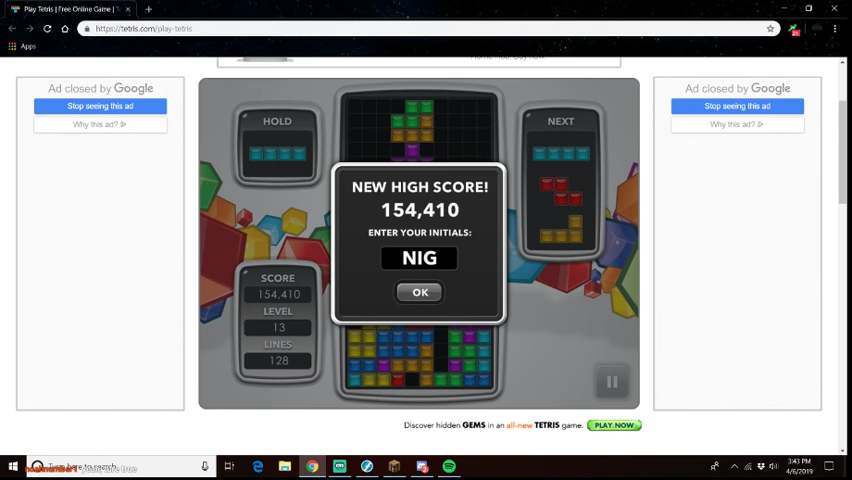 Play Tetris | Free Online Game |
https://tetris.com/play-tetris
Apps
Ad closed by Google
Stop seeing this ad
Why this ad?
HOLD
NEXT
NEW HIGH SCORE!
154,410
ENTER YOUR INITIALS:
NIG
OK
SCORE
154,410
LEVEL
13
LINES
128
Ad closed by Google
Stop seeing this ad
Why this ad?
Discover hidden GEMS in an all-new TETRIS game.
PLAY NOW
3:43 PM
4/6/2019